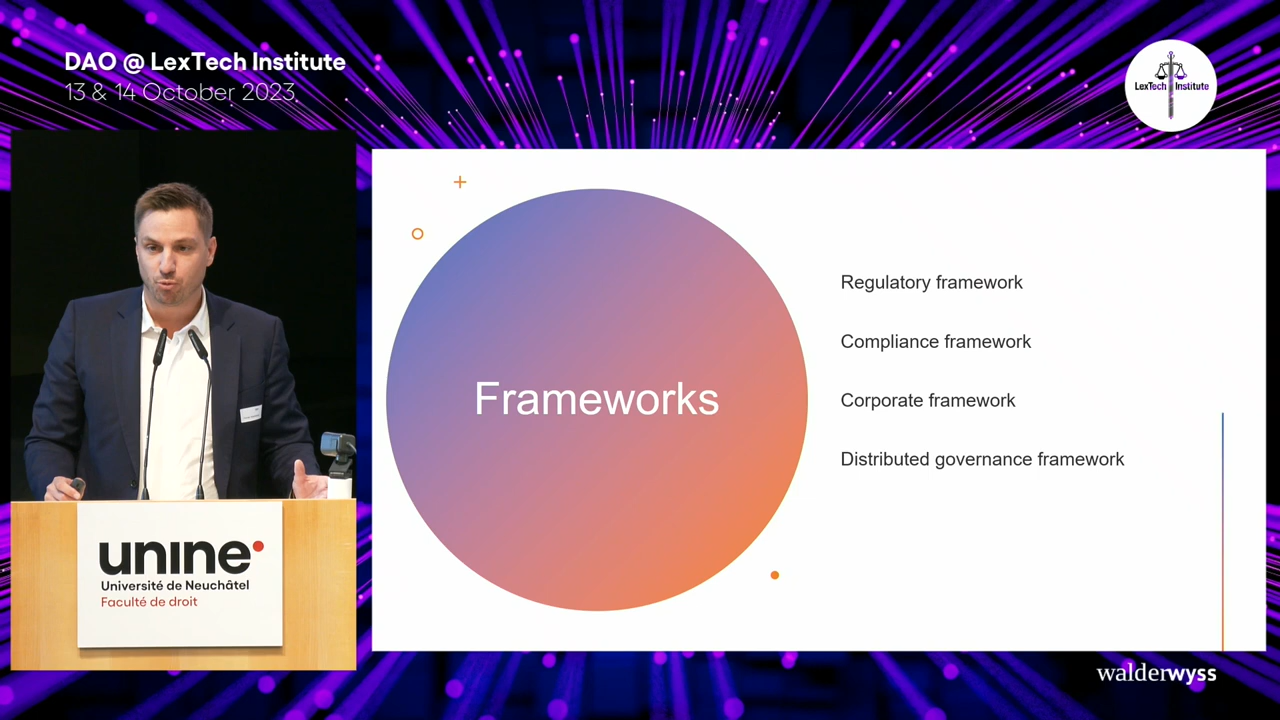 DAO @ LexTech Institute
13 & 14 October 2023
LexTech Institute
Frameworks
Regulatory framework
Compliance framework
Corporate framework
Distributed governance framework
unine
Université de Neuchâtel
Faculté de droit
walderwyss